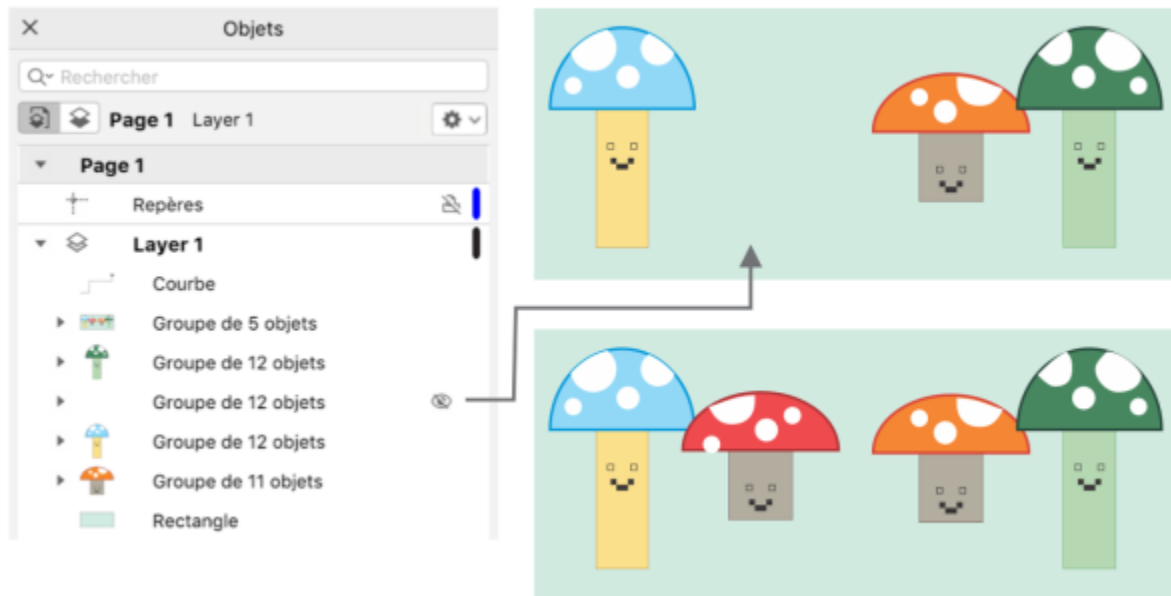 Objets
Rechercher
Page 1 Layer 1
Page 1
Repères
Layer 1
Courbe
Groupe de 5 objets
Groupe de 12 objets
Groupe de 12 objets
Groupe de 12 objets
Groupe de 11 objets
Rectangle